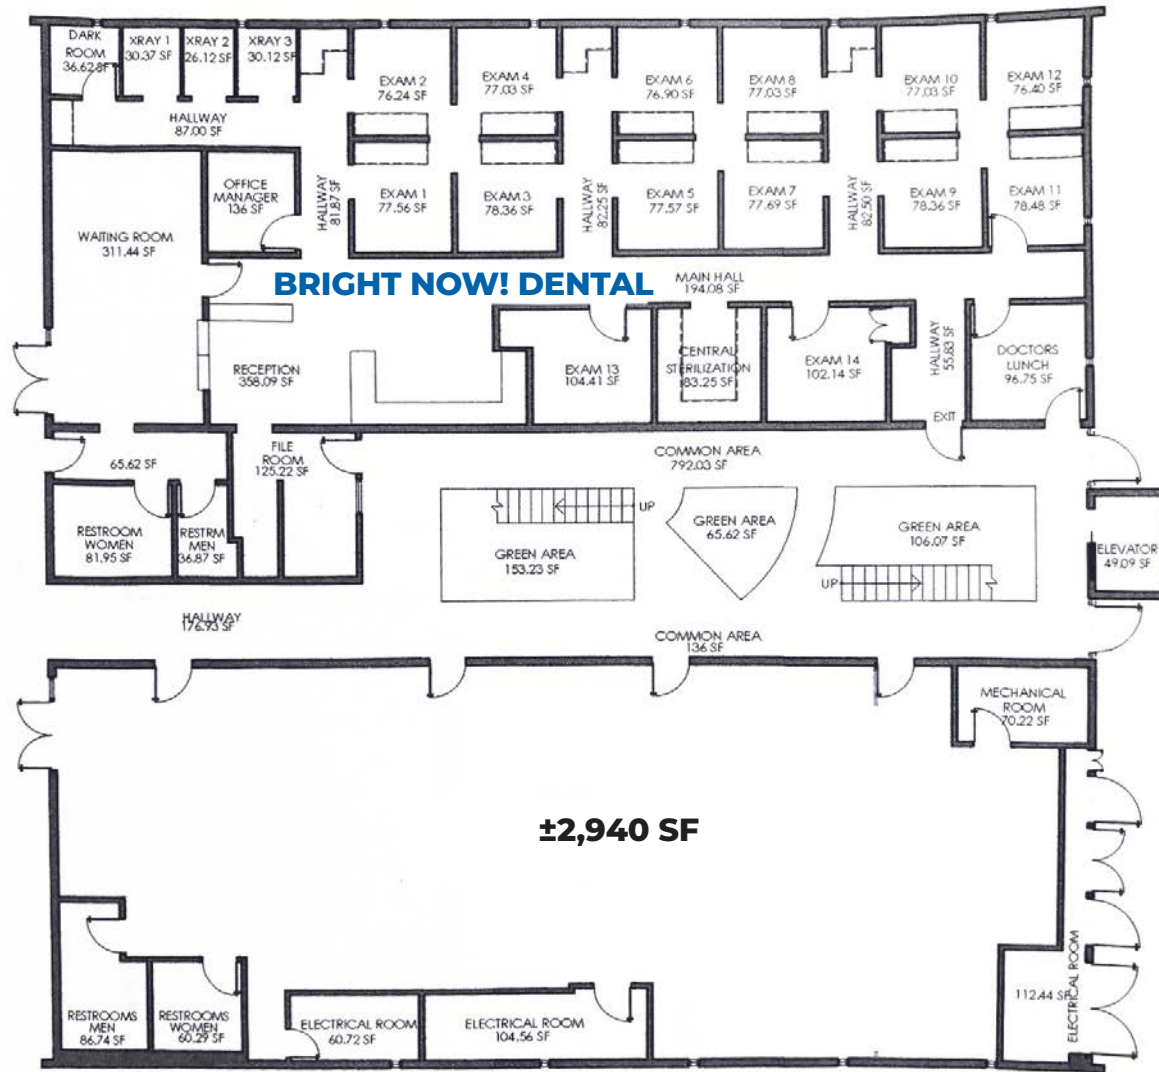 DARK
ROOM
36.62 SF
XRAY 1
30.37 SF
XRAY 2
26.12 SF
XRAY 3
30.12 SF
HALLWAY
87.00 SF
EXAM 2
76.24 SF
EXAM 4
77.03 SF
EXAM 6
76.90 SF
EXAM 8
77.03 SF
EXAM 10
77.03 SF
EXAM 12
76.40 SF
WAITING ROOM
311.44 SF
OFFICE
MANAGER
136 SF
HALLWAY
81.87 SF
EXAM 1
77.56 SF
EXAM 3
78.36 SF
HALLWAY
82.25 SF
EXAM 5
77.57 SF
EXAM 7
77.69 SF
HALLWAY
82.50 SF
EXAM 9
78.36 SF
EXAM 11
78.48 SF
BRIGHT NOW! DENTAL
MAIN HALL
194.08 SF
RECEPTION
358.09 SF
EXAM 13
104.41 SF
CENTRAL
STERILIZATION
83.25 SF
EXAM 14
102.14 SF
HALLWAY
55.83 SF
DOCTORS
LUNCH
96.75 SF
EXIT
65.62 SF
FILE
ROOM
125.22 SF
COMMON AREA
792.03 SF
RESTROOM
WOMEN
81.95 SF
RESTRM
MEN
36.87 SF
UP
GREEN AREA
153.23 SF
GREEN AREA
65.62 SF
GREEN AREA
106.07 SF
UP
ELEVATOR
49.09 SF
HALLWAY
176.93 SF
COMMON AREA
136 SF
MECHANICAL
ROOM
70.22 SF
±2,940 SF
RESTROOMS
MEN
86.74 SF
RESTROOMS
WOMEN
60.29 SF
ELECTRICAL ROOM
60.72 SF
ELECTRICAL ROOM
104.56 SF
112.44 SF
ELECTRICAL ROOM